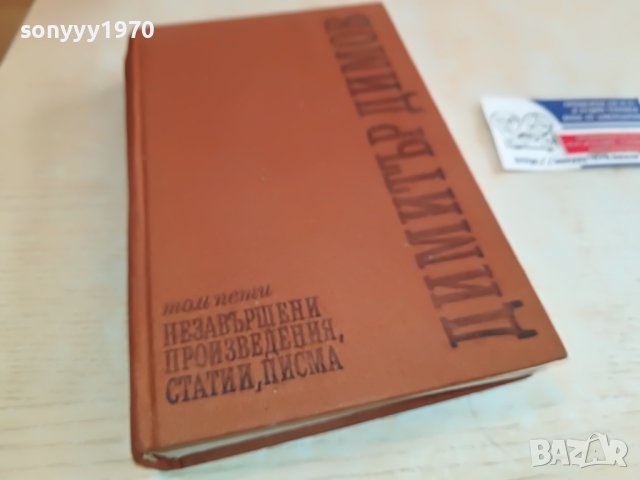 sonyyy1970
ДИМИТЪР ДИМОВ
том пети
НЕЗАВЪРШЕНИ
ПРОИЗВЕДЕНИЯ,
СТАТИИ, ПИСМА
BAZAR